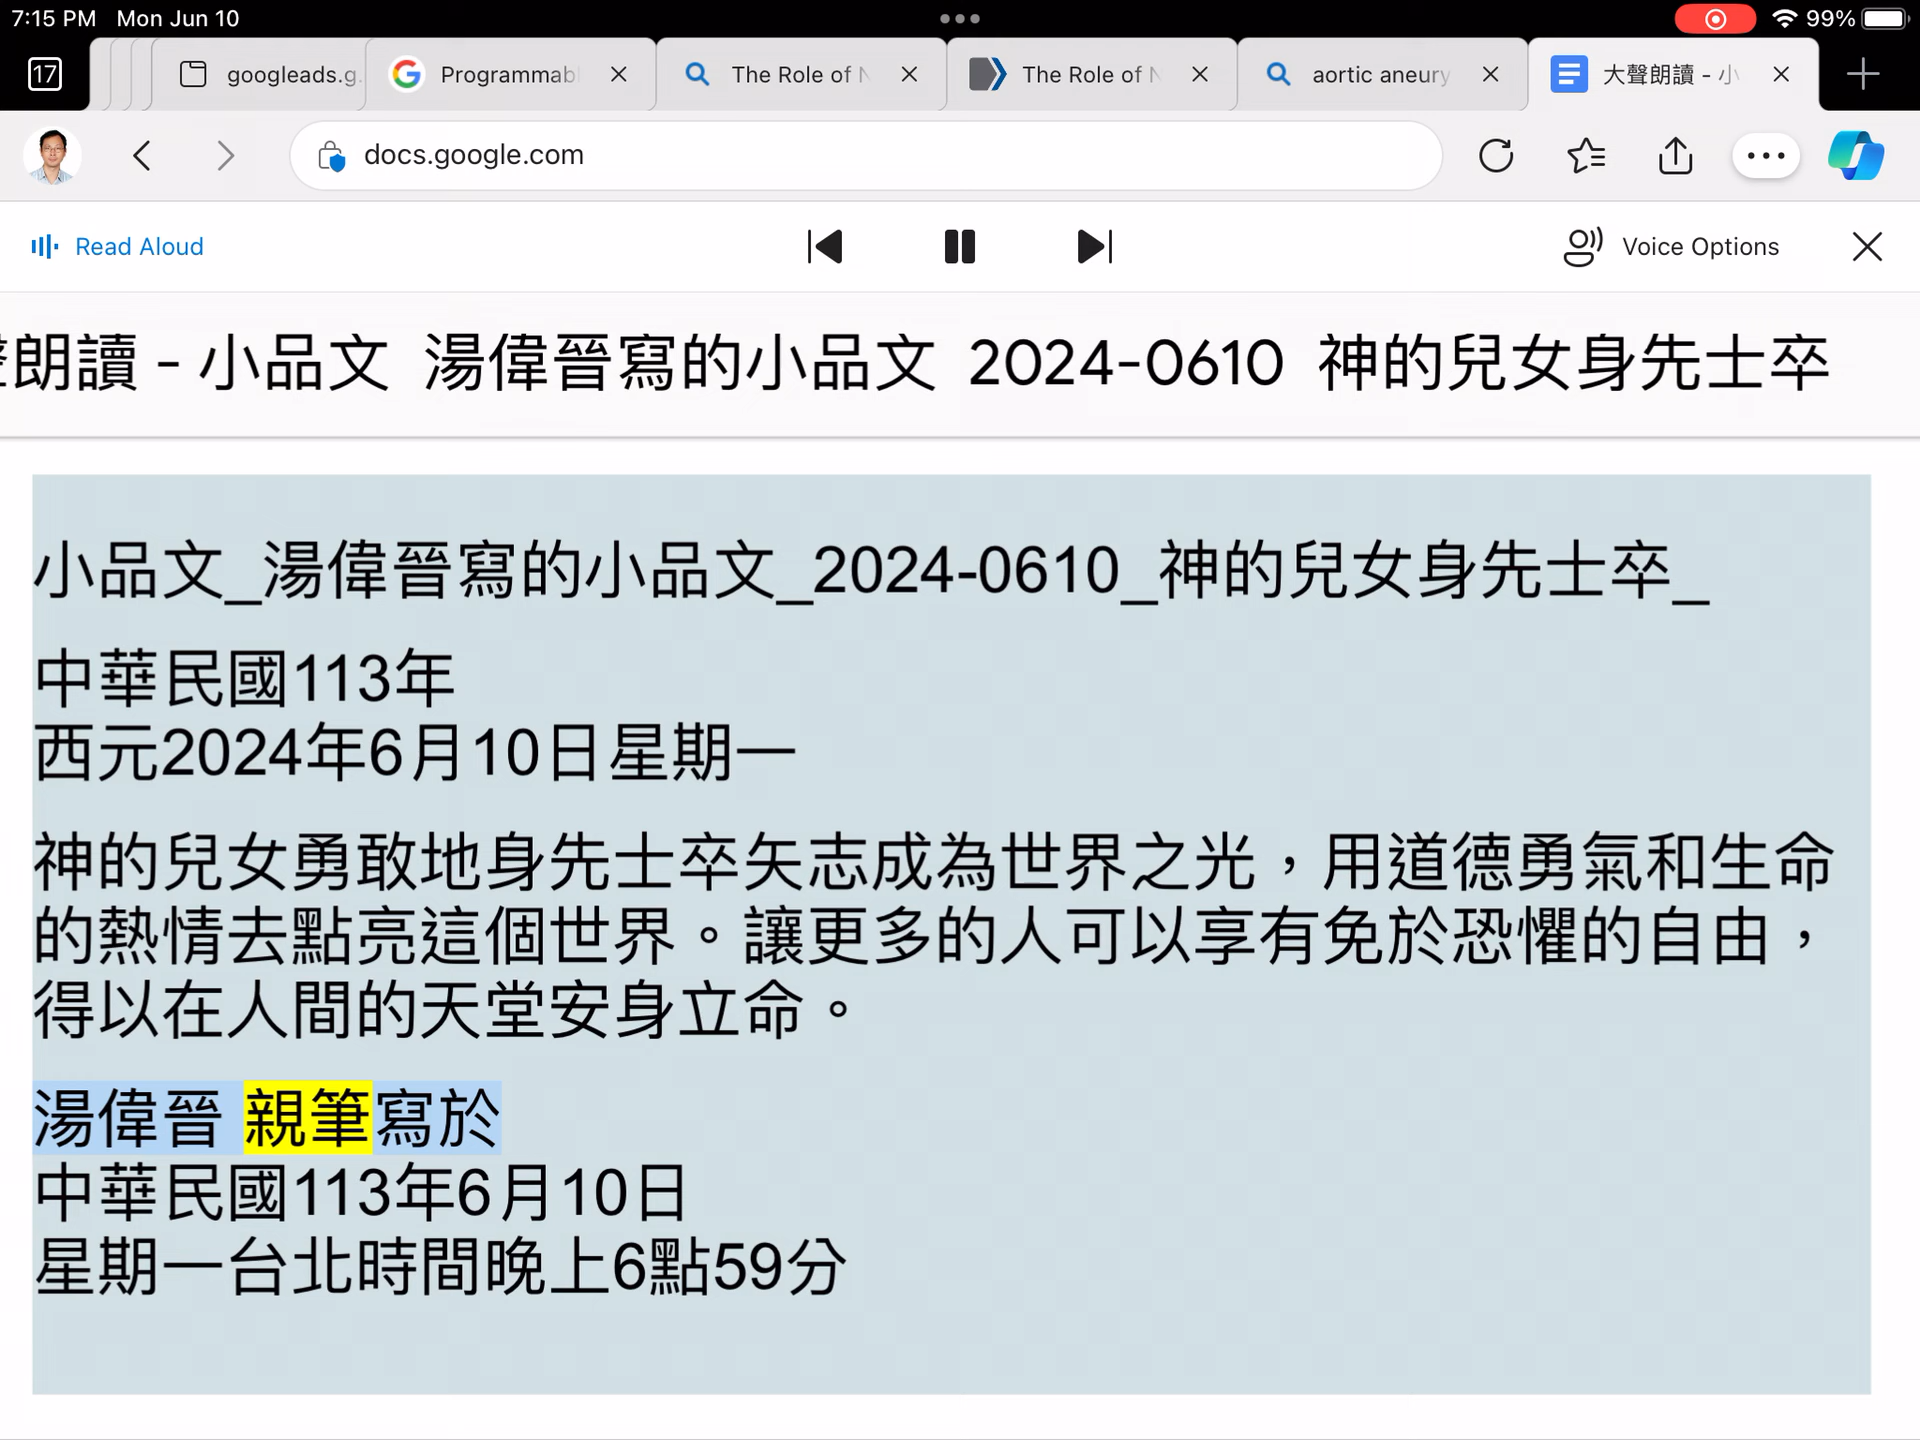 7:15 PM Mon Jun 10
99%
17
googleads.g.
Programmab
The Role of N
The Role of N
aortic aneury
大聲朗讀 - 小
docs.google.com
Read Aloud
Voice Options
朗讀 - 小品文 湯偉晉寫的小品文 2024-0610 神的兒女身先士卒
小品文_湯偉晉寫的小品文_2024-0610_神的兒女身先士卒_
中華民國113年
西元2024年6月10日星期一
神的兒女勇敢地身先士卒矢志成為世界之光，用道德勇氣和生命
的熱情去點亮這個世界。讓更多的人可以享有免於恐懼的自由，
得以在人間的天堂安身立命。
湯偉晉 親筆寫於
中華民國113年6月10日
星期一台北時間晚上6點59分